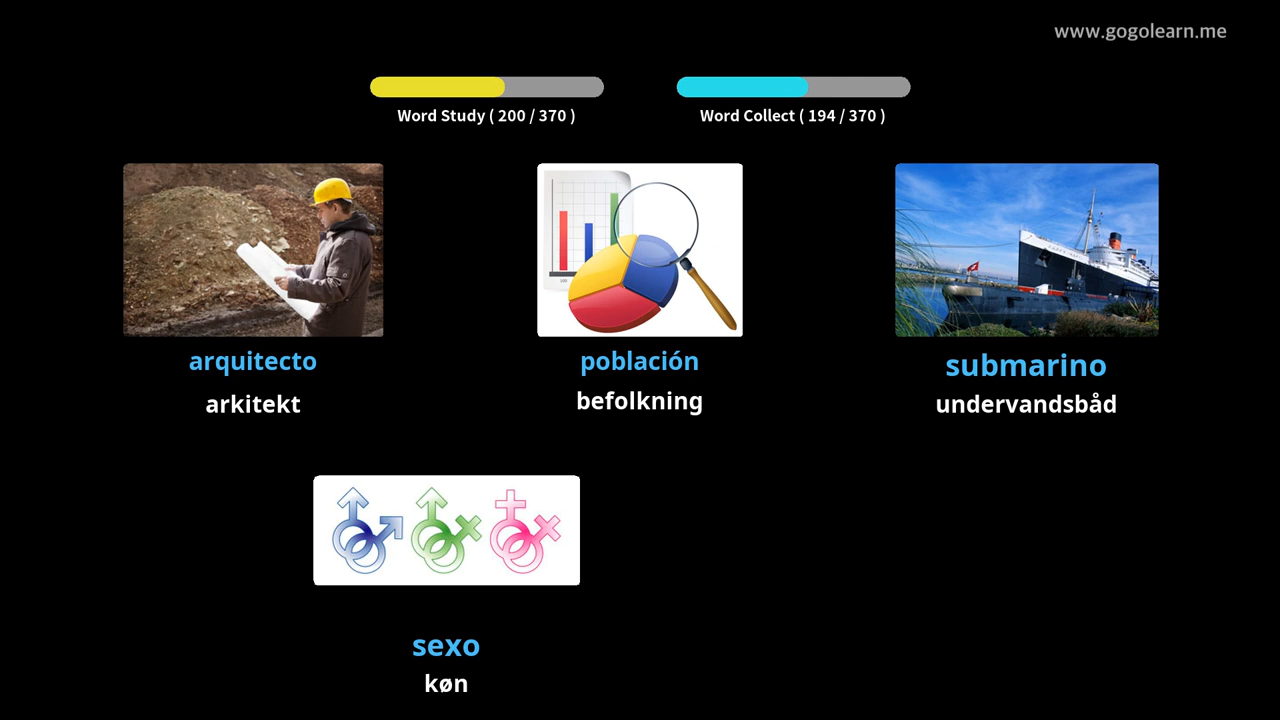 www.gogolearn.me
Word Study ( 200 / 370 )
Word Collect ( 194 / 370 )
arquitecto
población
submarino
arkitekt
befolkning
undervandsbåd
sexo
køn